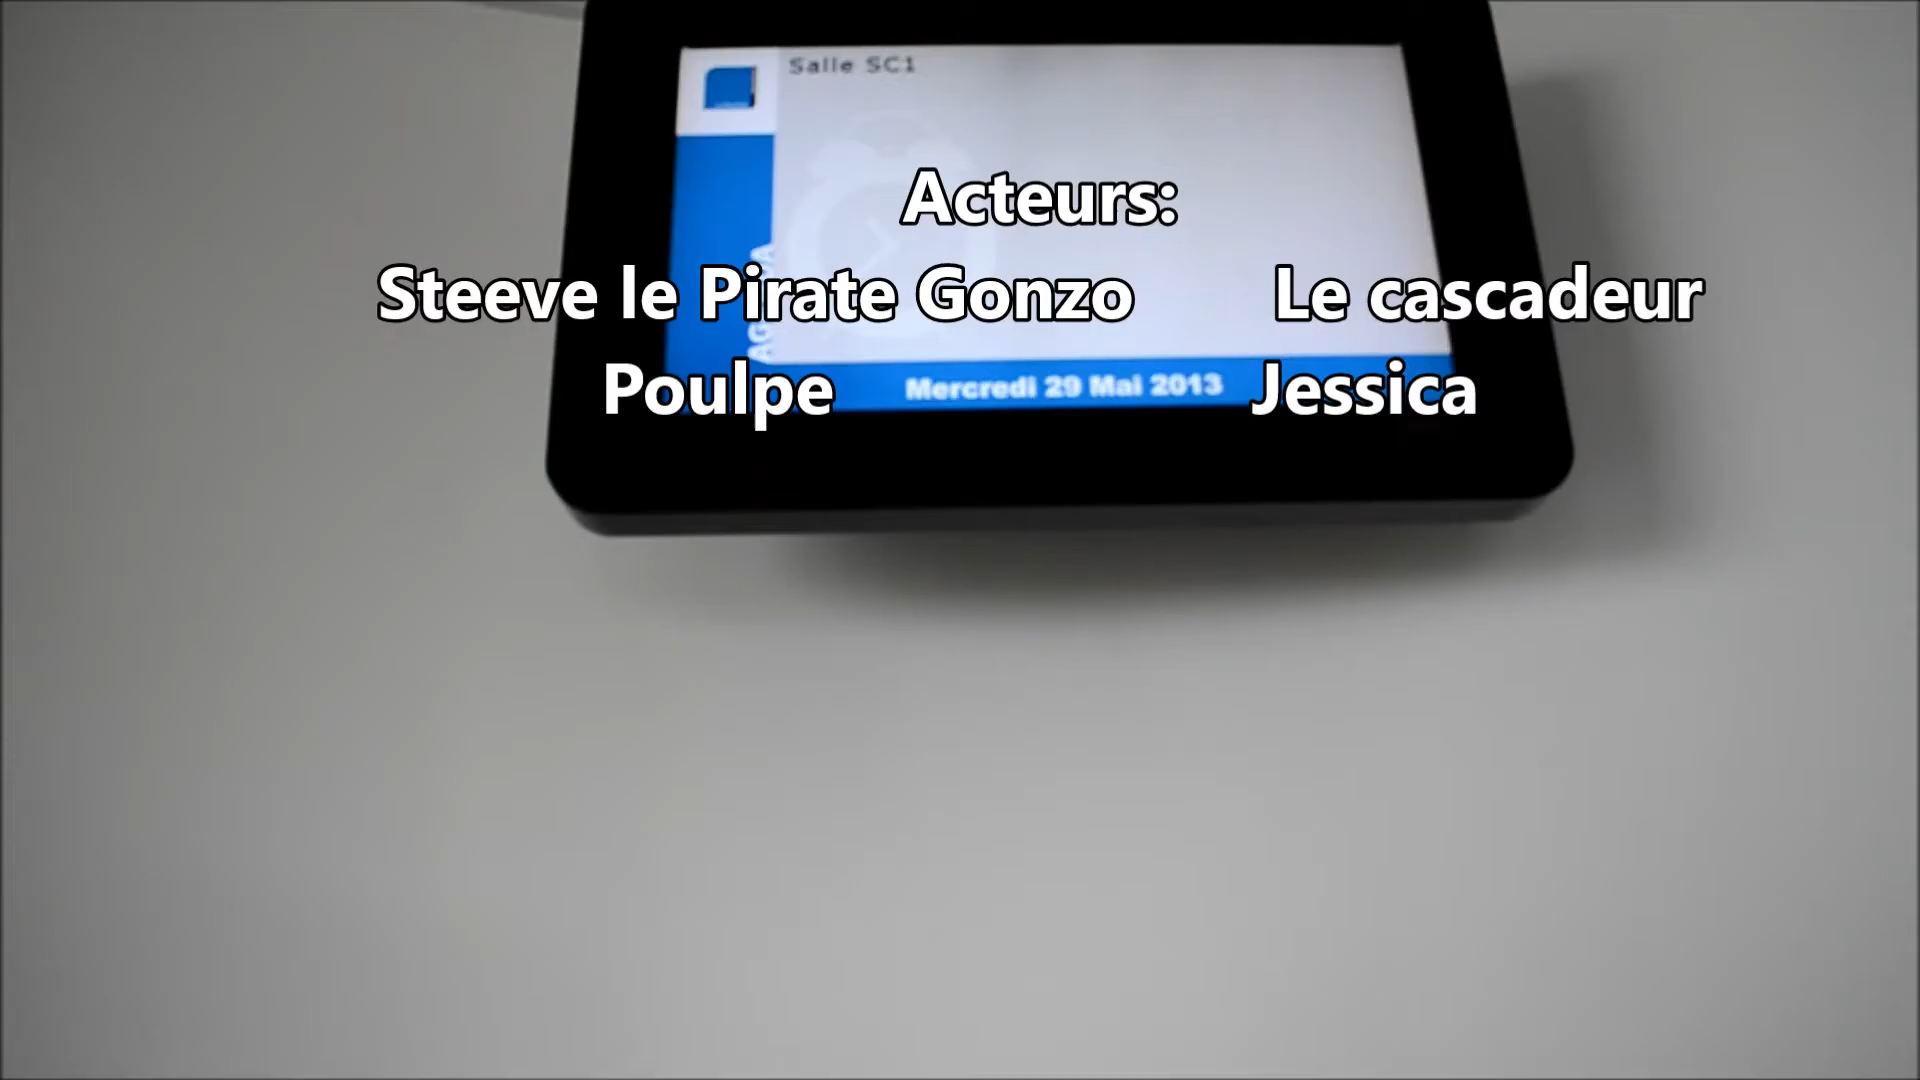 Salle SC1
Acteurs:
Steeve le Pirate Gonzo Le cascadeur
Poulpe Jessica
Mercredi 29 Mai 2013